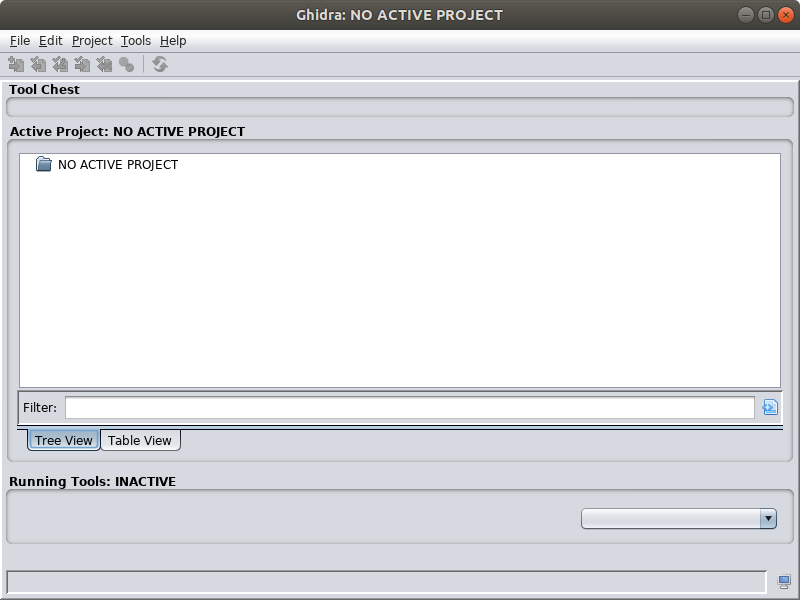 Ghidra: NO ACTIVE PROJECT
File Edit Project Tools Help
Tool Chest
Active Project: NO ACTIVE PROJECT
NO ACTIVE PROJECT
Filter:
Tree View Table View
Running Tools: INACTIVE